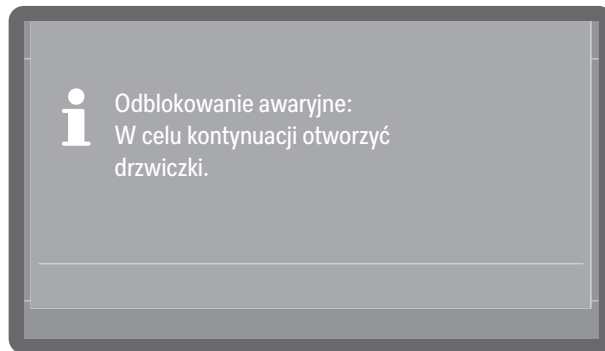 Odblokowanie awaryjne:
W celu kontynuacji otworzyć
drzwiczki.